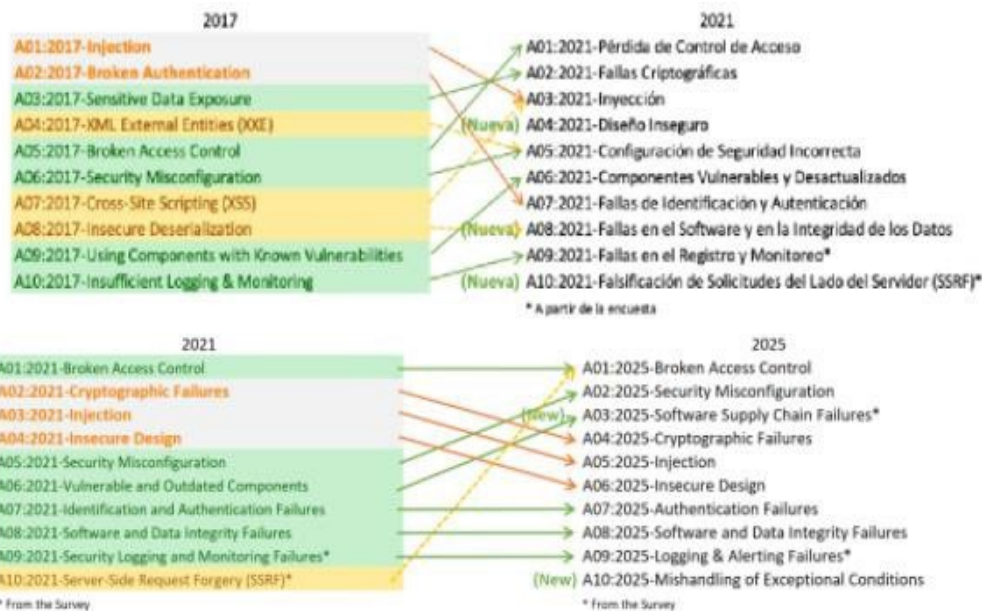 2017
A01:2017-Injection
A02:2017-Broken Authentication
A03:2017-Sensitive Data Exposure
A04:2017-XML External Entities (XXE)
A05:2017-Broken Access Control
A06:2017-Security Misconfiguration
A07:2017-Cross-Site Scripting (XSS)
A08:2017-Insecure Deserialization
A09:2017-Using Components with Known Vulnerabilities
A10:2017-Insufficient Logging & Monitoring
2021
A01:2021-Pérdida de Control de Acceso
A02:2021-Fallas Criptográficas
A03:2021-Inyección
(Nueva) A04:2021-Diseño Inseguro
A05:2021-Configuración de Seguridad Incorrecta
A06:2021-Componentes Vulnerables y Desactualizados
A07:2021-Fallas de Identificación y Autenticación
(Nueva) A08:2021-Fallas en el Software y en la Integridad de los Datos
A09:2021-Fallas en el Registro y Monitoreo*
(Nueva) A10:2021-Falsificación de Solicitudes del Lado del Servidor (SSRF)*
* A partir de la encuesta
2021
A01:2021-Broken Access Control
A02:2021-Cryptographic Failures
A03:2021-Injection
A04:2021-Insecure Design
A05:2021-Security Misconfiguration
A06:2021-Vulnerable and Outdated Components
A07:2021-Identification and Authentication Failures
A08:2021-Software and Data Integrity Failures
A09:2021-Security Logging and Monitoring Failures*
A10:2021-Server-Side Request Forgery (SSRF)*
* From the Survey
2025
A01:2025-Broken Access Control
A02:2025-Security Misconfiguration
(New) A03:2025-Software Supply Chain Failures*
A04:2025-Cryptographic Failures
A05:2025-Injection
A06:2025-Insecure Design
A07:2025-Authentication Failures
A08:2025-Software and Data Integrity Failures
A09:2025-Logging & Alerting Failures*
(New) A10:2025-Mishandling of Exceptional Conditions
* From the Survey